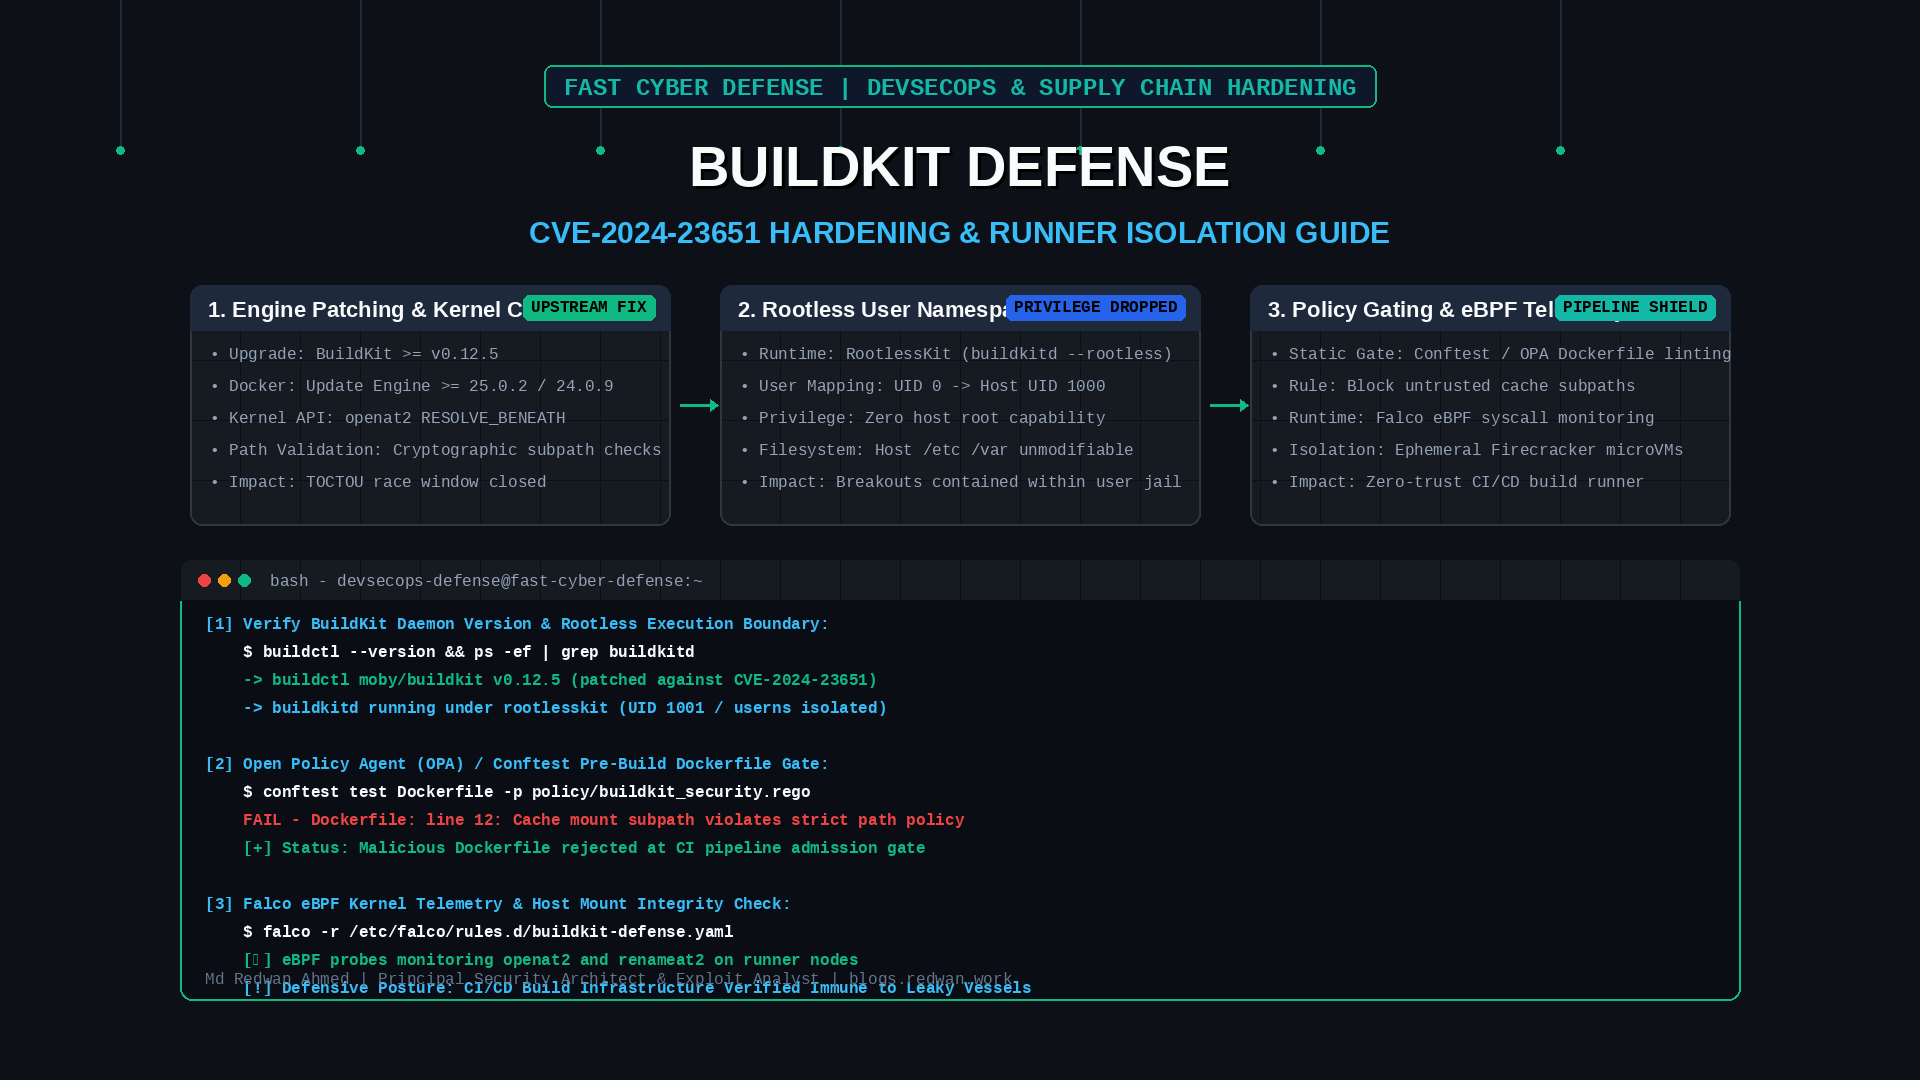 FAST CYBER DEFENSE | DEVSECOPS & SUPPLY CHAIN HARDENING
BUILDKIT DEFENSE
CVE-2024-23651 HARDENING & RUNNER ISOLATION GUIDE
1. Engine Patching & Kernel C
UPSTREAM FIX
• Upgrade: BuildKit >= v0.12.5
• Docker: Update Engine >= 25.0.2 / 24.0.9
• Kernel API: openat2 RESOLVE_BENEATH
• Path Validation: Cryptographic subpath checks
• Impact: TOCTOU race window closed
2. Rootless User Namespa
PRIVILEGE DROPPED
• Runtime: RootlessKit (buildkitd --rootless)
• User Mapping: UID 0 -> Host UID 1000
• Privilege: Zero host root capability
• Filesystem: Host /etc /var unmodifiable
• Impact: Breakouts contained within user jail
3. Policy Gating & eBPF Tel
PIPELINE SHIELD
• Static Gate: Conftest / OPA Dockerfile linting
• Rule: Block untrusted cache subpaths
• Runtime: Falco eBPF syscall monitoring
• Isolation: Ephemeral Firecracker microVMs
• Impact: Zero-trust CI/CD build runner
bash - devsecops-defense@fast-cyber-defense:~
[1] Verify BuildKit Daemon Version & Rootless Execution Boundary:
$ buildctl --version && ps -ef | grep buildkitd
-> buildctl moby/buildkit v0.12.5 (patched against CVE-2024-23651)
-> buildkitd running under rootlesskit (UID 1001 / userns isolated)
[2] Open Policy Agent (OPA) / Conftest Pre-Build Dockerfile Gate:
$ conftest test Dockerfile -p policy/buildkit_security.rego
FAIL - Dockerfile: line 12: Cache mount subpath violates strict path policy
[+] Status: Malicious Dockerfile rejected at CI pipeline admission gate
[3] Falco eBPF Kernel Telemetry & Host Mount Integrity Check:
$ falco -r /etc/falco/rules.d/buildkit-defense.yaml
[▯] eBPF probes monitoring openat2 and renameat2 on runner nodes
Md Redwan Ahmed | Principal Security Architect & Exploit Analyst | blogs.redwan.work
[!] Defensive Posture: CI/CD Build Infrastructure Verified Immune to Leaky Vessels